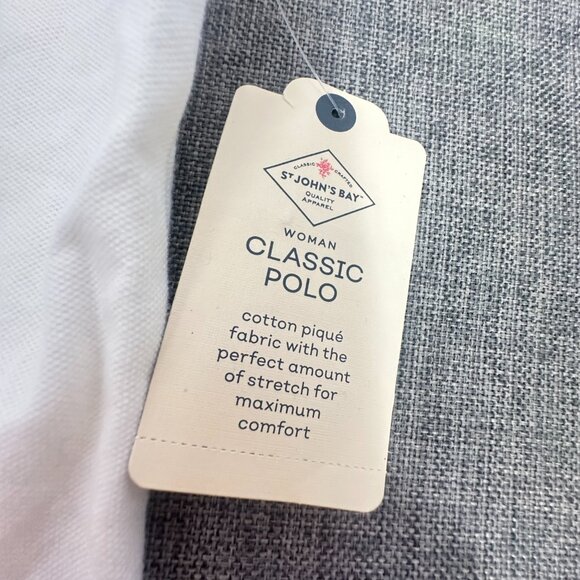 CLASSIC CRAFTED
ST JOHN'S BAY™
QUALITY
APPAREL
WOMAN
CLASSIC
POLO
cotton piqué
fabric with the
perfect amount
of stretch for
maximum
comfort